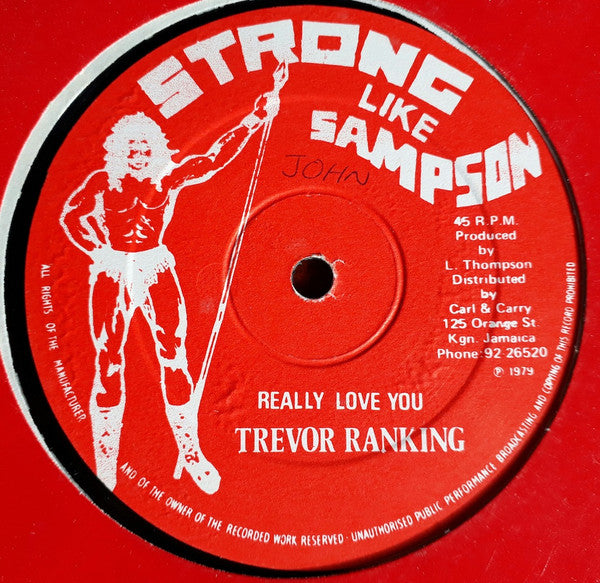 STRONG
LIKE
SAMPSON
JOHN
45 R.P.M.
Produced
by
L. Thompson
Distributed
by
Carl & Carry
125 Orange St
Kgn. Jamaica
Phone: 92 26520
℗ 1979
REALLY LOVE YOU
TREVOR RANKING
ALL RIGHTS OF THE MANUFACTURER
AND OF THE OWNER OF THE RECORDED WORK RESERVED · UNAUTHORISED PUBLIC PERFORMANCE BROADCASTING AND COPYING OF THIS RECORD PROHIBITED